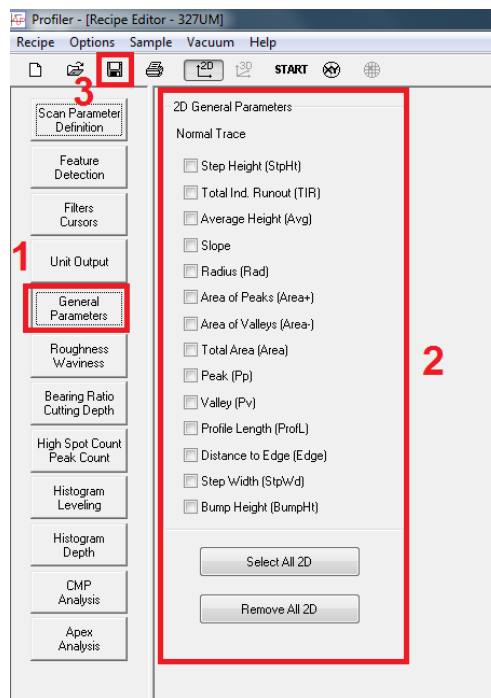 Profiler - [Recipe Editor - 327UM]
Recipe Options Sample Vacuum Help
2D 3D START XY
3
Scan Parameter
Definition
Feature
Detection
Filters
Cursors
1
Unit Output
General
Parameters
Roughness
Waviness
Bearing Ratio
Cutting Depth
High Spot Count
Peak Count
Histogram
Leveling
Histogram
Depth
CMP
Analysis
Apex
Analysis
2D General Parameters
Normal Trace
Step Height (StpHt)
Total Ind. Runout (TIR)
Average Height (Avg)
Slope
Radius (Rad)
Area of Peaks (Area+)
Area of Valleys (Area-)
Total Area (Area)
Peak (Pp)
Valley (Pv)
Profile Length (ProfL)
Distance to Edge (Edge)
Step Width (StpWd)
Bump Height (BumpHt)
2
Select All 2D
Remove All 2D